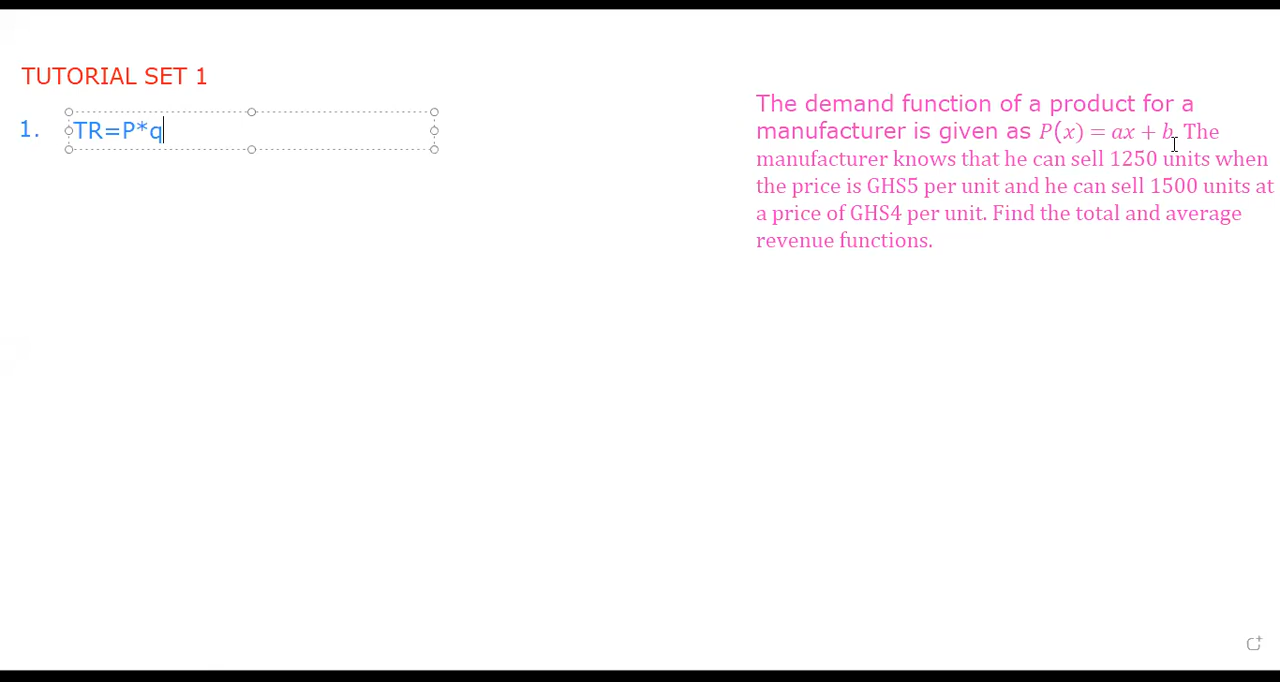 TUTORIAL SET 1
1. TR=P*q
The demand function of a product for a
manufacturer is given as P(x) = ax + b. The
manufacturer knows that he can sell 1250 units when
the price is GHS5 per unit and he can sell 1500 units at
a price of GHS4 per unit. Find the total and average
revenue functions.